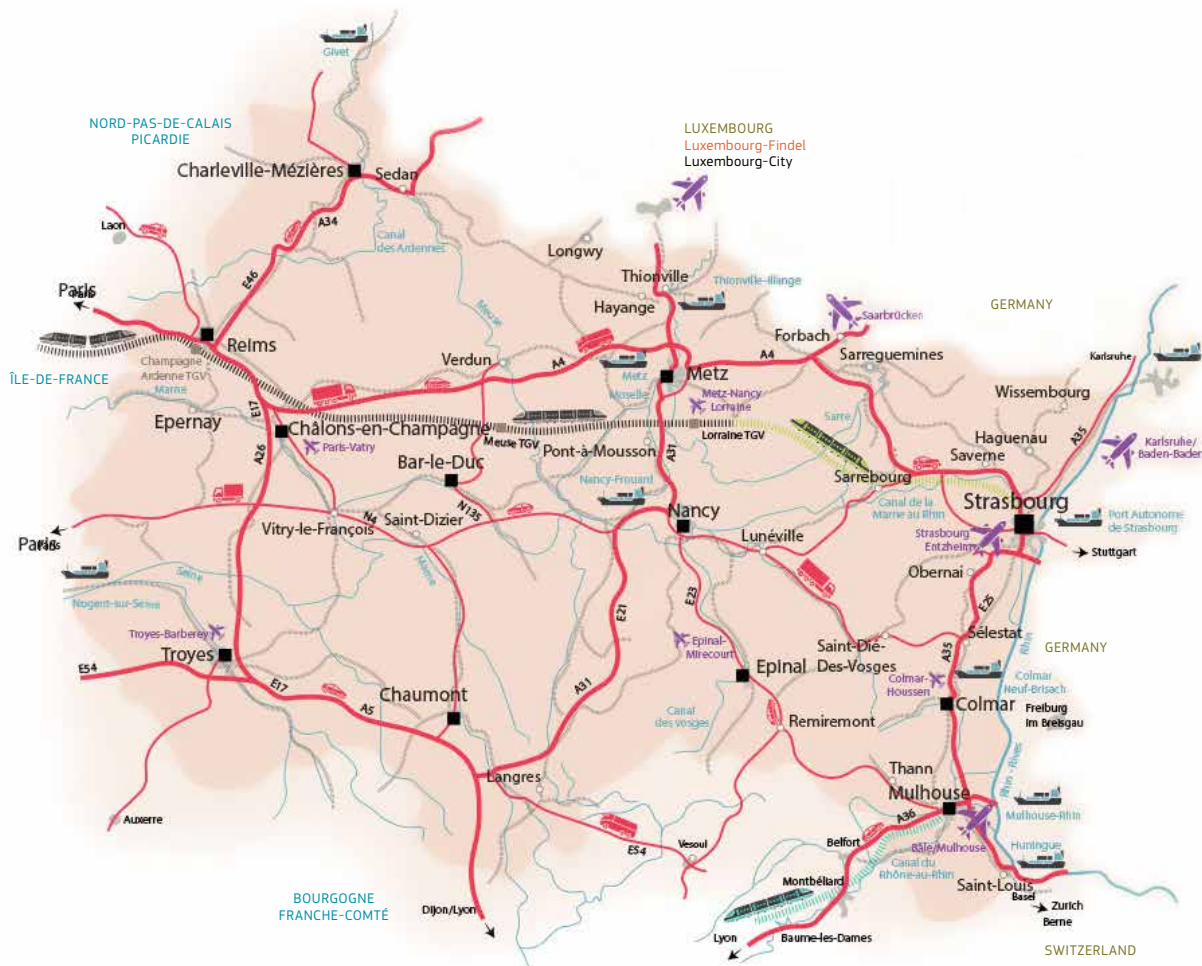 Givet
NORD-PAS-DE-CALAIS
PICARDIE
LUXEMBOURG
Luxembourg-Findel
Luxembourg-City
Charleville-Mézières
Sedan
A34
Laon
Canal
des Ardennes
Longwy
E46
Thionville
Thionville-Illange
Hayange
Paris
Paris
Meuse
GERMANY
Saarbrücken
Forbach
Reims
Verdun
A4
A4
Sarreguemines
Karlsruhe
Champagne
Ardenne TGV
Marne
ÎLE-DE-FRANCE
Metz
Moselle
Metz
Metz-Nancy
Lorraine
Wissembourg
Epernay
E17
Châlons-en-Champagne
Meuse TGV
Lorraine TGV
Sarre
A35
Haguenau
Saverne
Karlsruhe/
Baden-Baden
Paris-Vatry
A26
Pont-à-Mousson
A31
Bar-le-Duc
Nancy-Frouard
Sarrebourg
Strasbourg
N135
Canal de la
Marne au Rhin
Vitry-le-François
N4
Saint-Dizier
Nancy
Port Autonome
de Strasbourg
Paris
Paris
Lunéville
Strasbourg
Entzheim
Stuttgart
Marne
Seine
Obernai
Nogent-sur-Seine
E23
E21
E25
Troyes-Barberey
Troyes
Epinal-
Mirecourt
Saint-Dié-
Des-Vosges
Sélestat
A35
Rhin
GERMANY
E54
Epinal
Colmar-
Houssen
Colmar
Neuf-Brisach
E17
A5
A31
Chaumont
Canal
des vosges
Remiremont
Colmar
Freiburg
im Breisgau
Langres
Thann
Rhin - Rives
Mulhouse
Auxerre
E54
Vesoul
A36
Mulhouse-Rhin
Belfort
Bâle/Mulhouse
Huningue
Canal du
Rhône-au-Rhin
Montbéliard
Saint-Louis
Basel
BOURGOGNE
FRANCHE-COMTÉ
Dijon/Lyon
Zurich
Berne
Lyon
Baume-les-Dames
SWITZERLAND